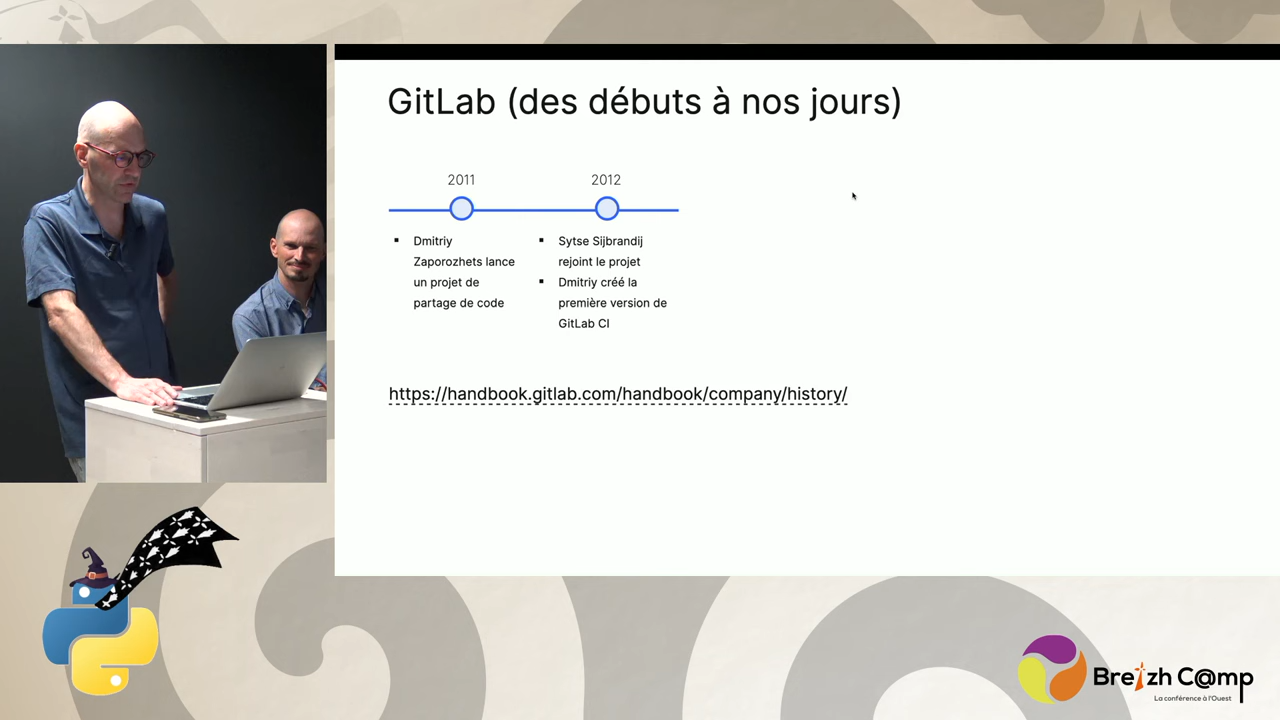 GitLab (des débuts à nos jours)
2011
2012
▪ Dmitriy
Zaporozhets lance
un projet de
partage de code
▪ Sytse Sijbrandij
rejoint le projet
▪ Dmitriy créé la
première version de
GitLab CI
https://handbook.gitlab.com/handbook/company/history/
Breizh C@mp
La conférence à l'Ouest